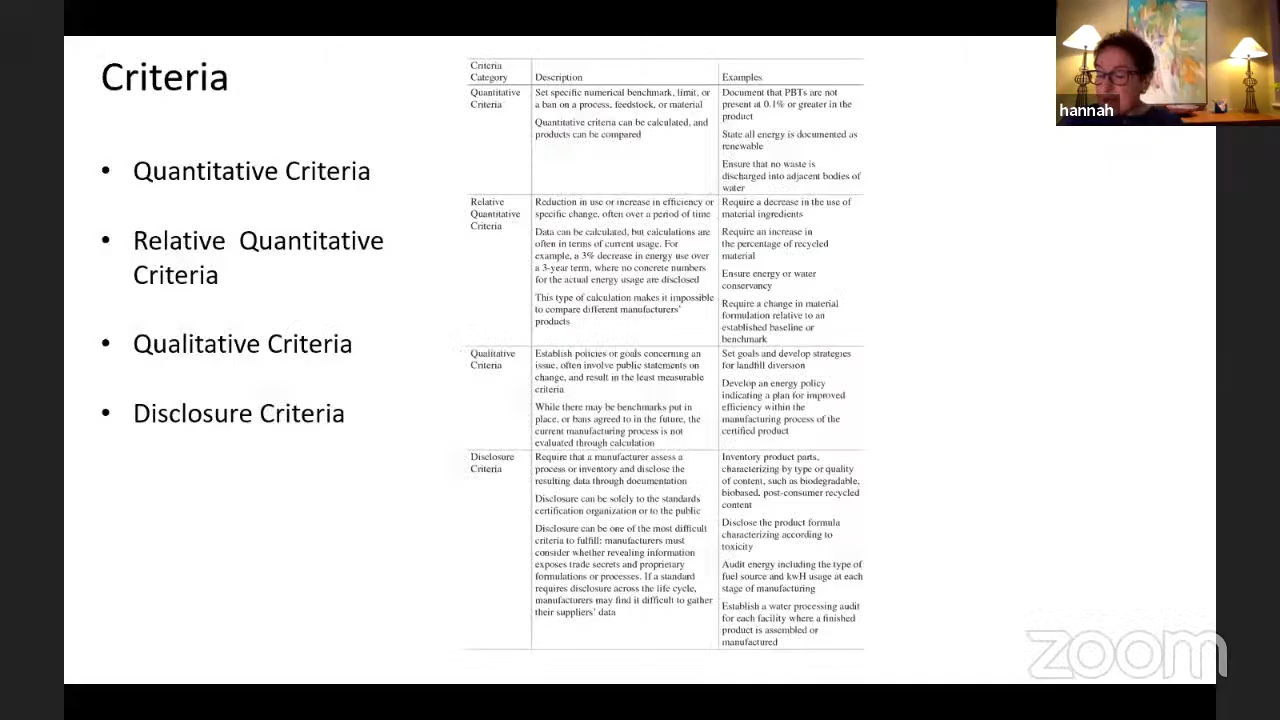 Criteria
• Quantitative Criteria
• Relative Quantitative
Criteria
• Qualitative Criteria
• Disclosure Criteria
Criteria
Category
Description
Examples
Quantitative
Criteria
Set specific numerical benchmark, limit, or
a ban on a process, feedstock, or material
Quantitative criteria can be calculated, and
products can be compared
Document that PBTs are not
present at 0.1% or greater in the
product
State all energy is documented as
renewable
Ensure that no waste is
discharged into adjacent bodies of
water
Relative
Quantitative
Criteria
Reduction in use or increase in efficiency or
specific change, often over a period of time
Data can be calculated, but calculations are
often in terms of current usage. For
example, a 3% decrease in energy use over
a 3-year term, where no concrete numbers
for the actual energy usage are disclosed
This type of calculation makes it impossible
to compare different manufacturers'
products
Require a decrease in the use of
material ingredients
Require an increase in
the percentage of recycled
material
Ensure energy or water
conservancy
Require a change in material
formulation relative to an
established baseline or
benchmark
Qualitative
Criteria
Establish policies or goals concerning an
issue, often involve public statements on
change, and result in the least measurable
criteria
While there may be benchmarks put in
place, or bans agreed to in the future, the
current manufacturing process is not
evaluated through calculation
Set goals and develop strategies
for landfill diversion
Develop an energy policy
indicating a plan for improved
efficiency within the
manufacturing process of the
certified product
Disclosure
Criteria
Require that a manufacturer assess a
process or inventory and disclose the
resulting data through documentation
Disclosure can be solely to the standards
certification organization or to the public
Disclosure can be one of the most difficult
criteria to fulfill: manufacturers must
consider whether revealing information
exposes trade secrets and proprietary
formulations or processes. If a standard
requires disclosure across the life cycle,
manufacturers may find it difficult to gather
their suppliers' data
Inventory product parts,
characterizing by type or quality
of content, such as biodegradable,
biobased, post-consumer recycled
content
Disclose the product formula
characterizing according to
toxicity
Audit energy including the type of
fuel source and kwH usage at each
stage of manufacturing
Establish a water processing audit
for each facility where a finished
product is assembled or
manufactured
hannah
zoom